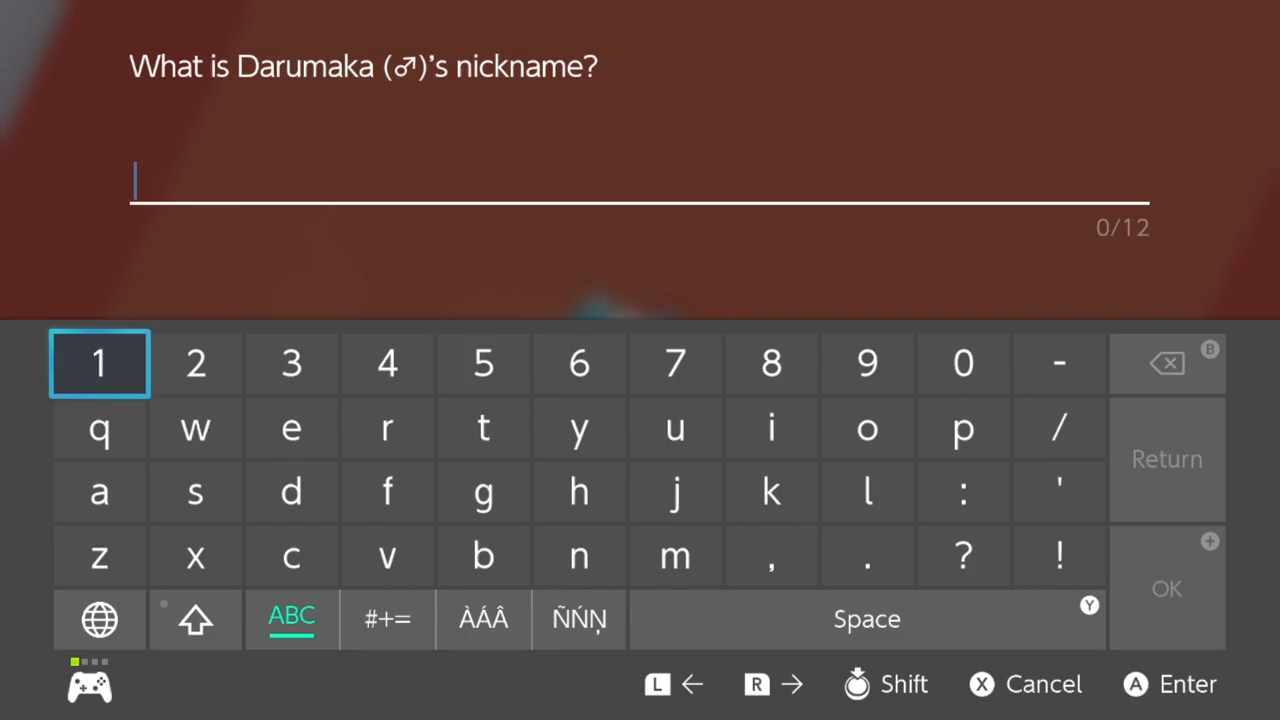 What is Darumaka (♂)'s nickname?
0/12
1 2 3 4 5 6 7 8 9 0 - B
q w e r t y u i o p /
Return
a s d f g h j k l : '
z x c v b n m , . ? ! +
OK
ABC #+= ÀÁÂ ÑŃŅ Space Y
L ← R → Shift X Cancel A Enter